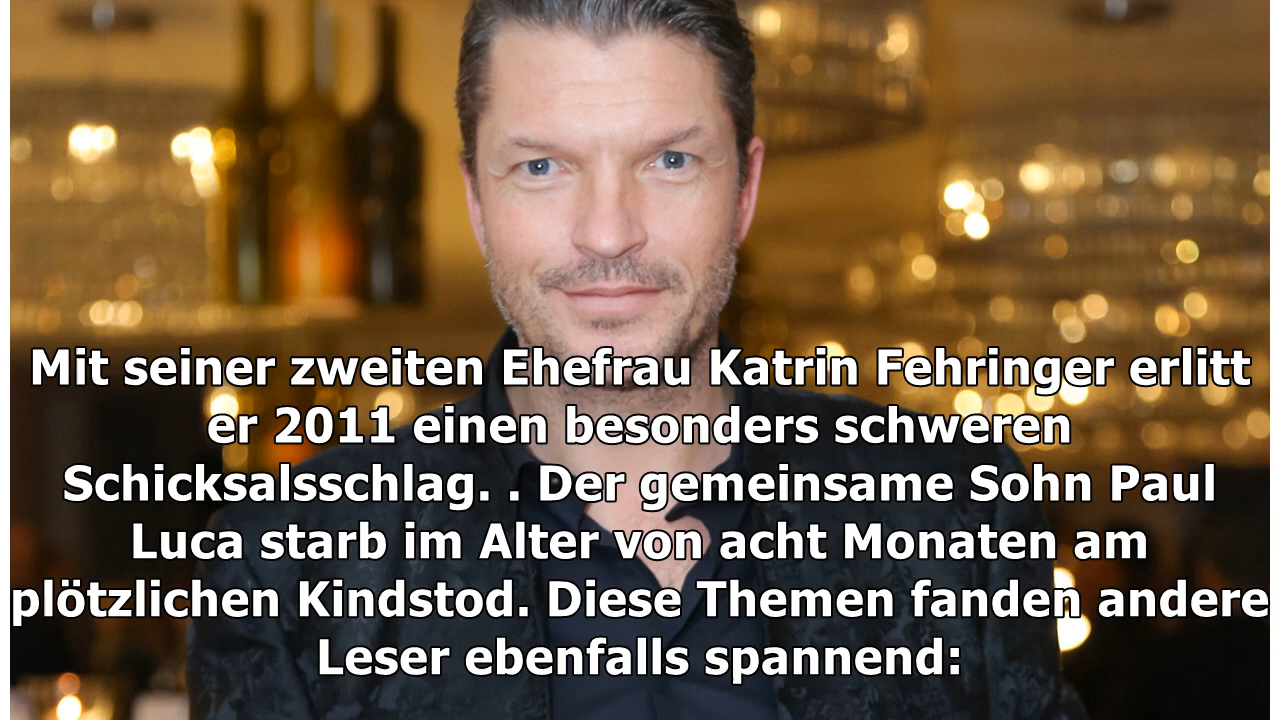 Mit seiner zweiten Ehefrau Katrin Fehringer erlitt
er 2011 einen besonders schweren
Schicksalsschlag. . Der gemeinsame Sohn Paul
Luca starb im Alter von acht Monaten am
plötzlichen Kindstod. Diese Themen fanden andere
Leser ebenfalls spannend: